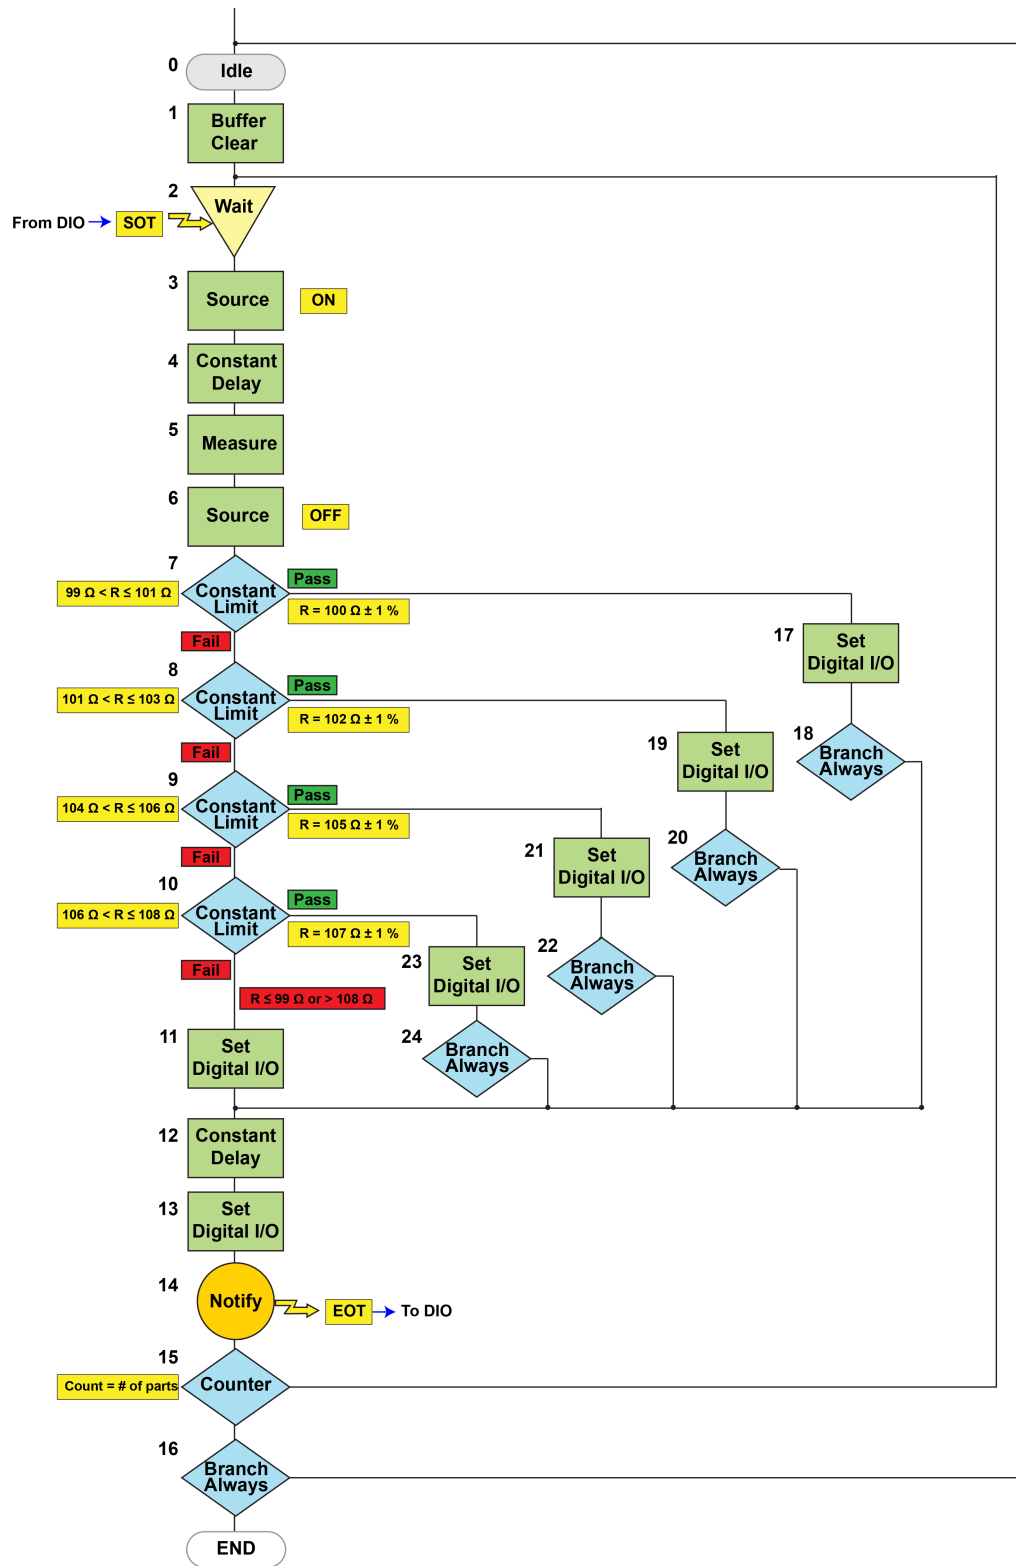 0
Idle
1
Buffer
Clear
2
Wait
From DIO
SOT
3
Source
ON
4
Constant
Delay
5
Measure
6
Source
OFF
7
Constant
Limit
99 Ω < R ≤ 101 Ω
Pass
R = 100 Ω ± 1 %
Fail
17
Set
Digital I/O
8
Constant
Limit
101 Ω < R ≤ 103 Ω
Pass
R = 102 Ω ± 1 %
Fail
18
Branch
Always
19
Set
Digital I/O
9
Constant
Limit
104 Ω < R ≤ 106 Ω
Pass
R = 105 Ω ± 1 %
Fail
20
Branch
Always
21
Set
Digital I/O
10
Constant
Limit
106 Ω < R ≤ 108 Ω
Pass
R = 107 Ω ± 1 %
Fail
22
Branch
Always
23
Set
Digital I/O
R ≤ 99 Ω or > 108 Ω
24
Branch
Always
11
Set
Digital I/O
12
Constant
Delay
13
Set
Digital I/O
14
Notify
EOT
To DIO
15
Counter
Count = # of parts
16
Branch
Always
END